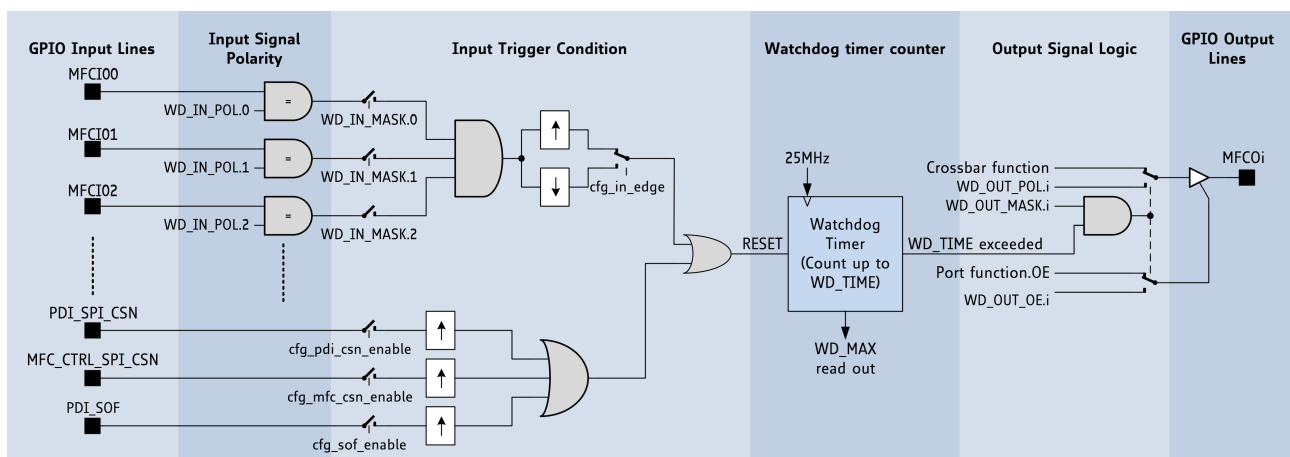 GPIO Input Lines
Input Signal
Polarity
Input Trigger Condition
Watchdog timer counter
Output Signal Logic
GPIO Output
Lines
MFCI00
WD_IN_POL.0
=
WD_IN_MASK.0
MFCI01
WD_IN_POL.1
=
WD_IN_MASK.1
MFCI02
WD_IN_POL.2
=
WD_IN_MASK.2
cfg_in_edge
PDI_SPI_CSN
cfg_pdi_csn_enable
MFC_CTRL_SPI_CSN
cfg_mfc_csn_enable
PDI_SOF
cfg_sof_enable
RESET
25MHz
Watchdog
Timer
(Count up to
WD_TIME)
WD_MAX
read out
WD_TIME exceeded
Crossbar function
WD_OUT_POL.i
WD_OUT_MASK.i
Port function.OE
WD_OUT_OE.i
MFCOi